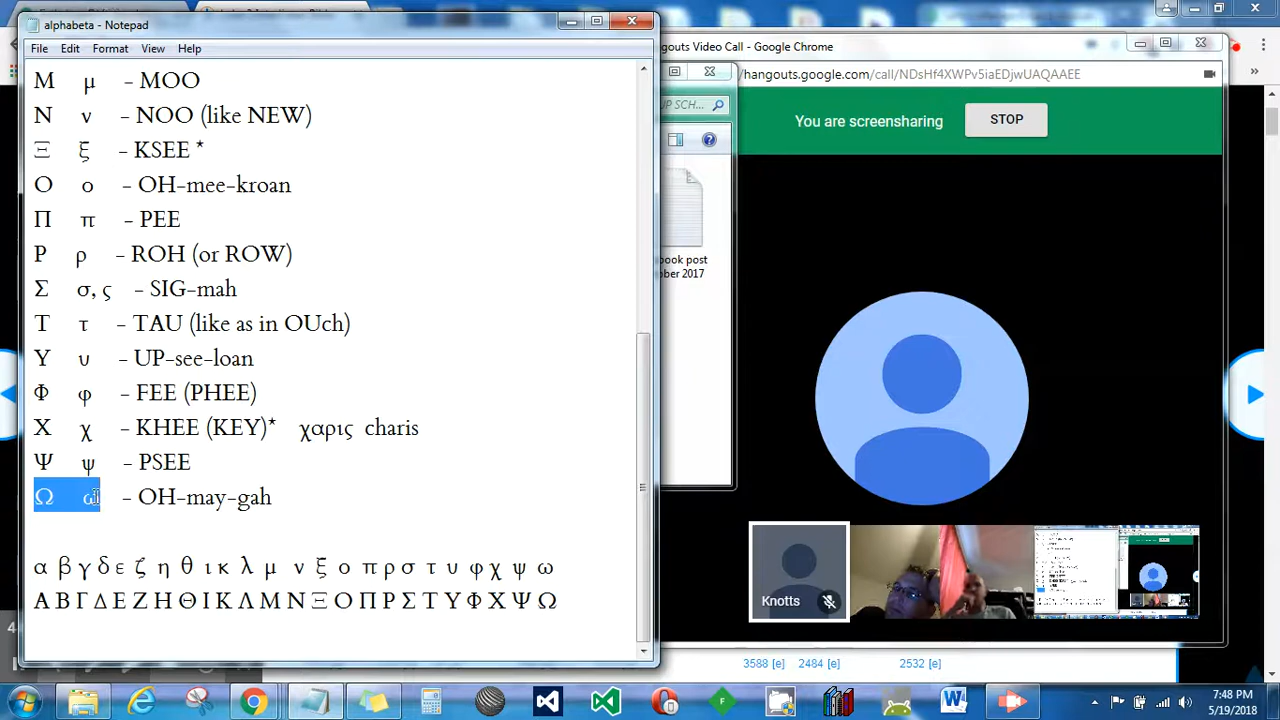 alphabeta - Notepad
File Edit Format View Help
Μ μ - MOO
Ν ν - NOO (like NEW)
Ξ ξ - KSEE *
Ο ο - OH-mee-kroan
Π π - PEE
Ρ ρ - ROH (or ROW)
Σ σ, ς - SIG-mah
Τ τ - TAU (like as in OUch)
Υ υ - UP-see-loan
Φ φ - FEE (PHEE)
Χ χ - KHEE (KEY)* χαρις charis
Ψ ψ - PSEE
Ω ω - OH-may-gah
α β γ δ ε ζ η θ ι κ λ μ ν ξ ο π ρ σ τ υ φ χ ψ ω
Α Β Γ Δ Ε Ζ Η Θ Ι Κ Λ Μ Ν Ξ Ο Π Ρ Σ Τ Υ Φ Χ Ψ Ω
gouts Video Call - Google Chrome
/hangouts.google.com/call/NDsHf4XWPv5iaEDjwUAQAAEE
UP SCH...
You are screensharing
STOP
book post
ber 2017
Knotts
3588 [e] 2484 [e] 2532 [e]
7:48 PM
5/19/2018